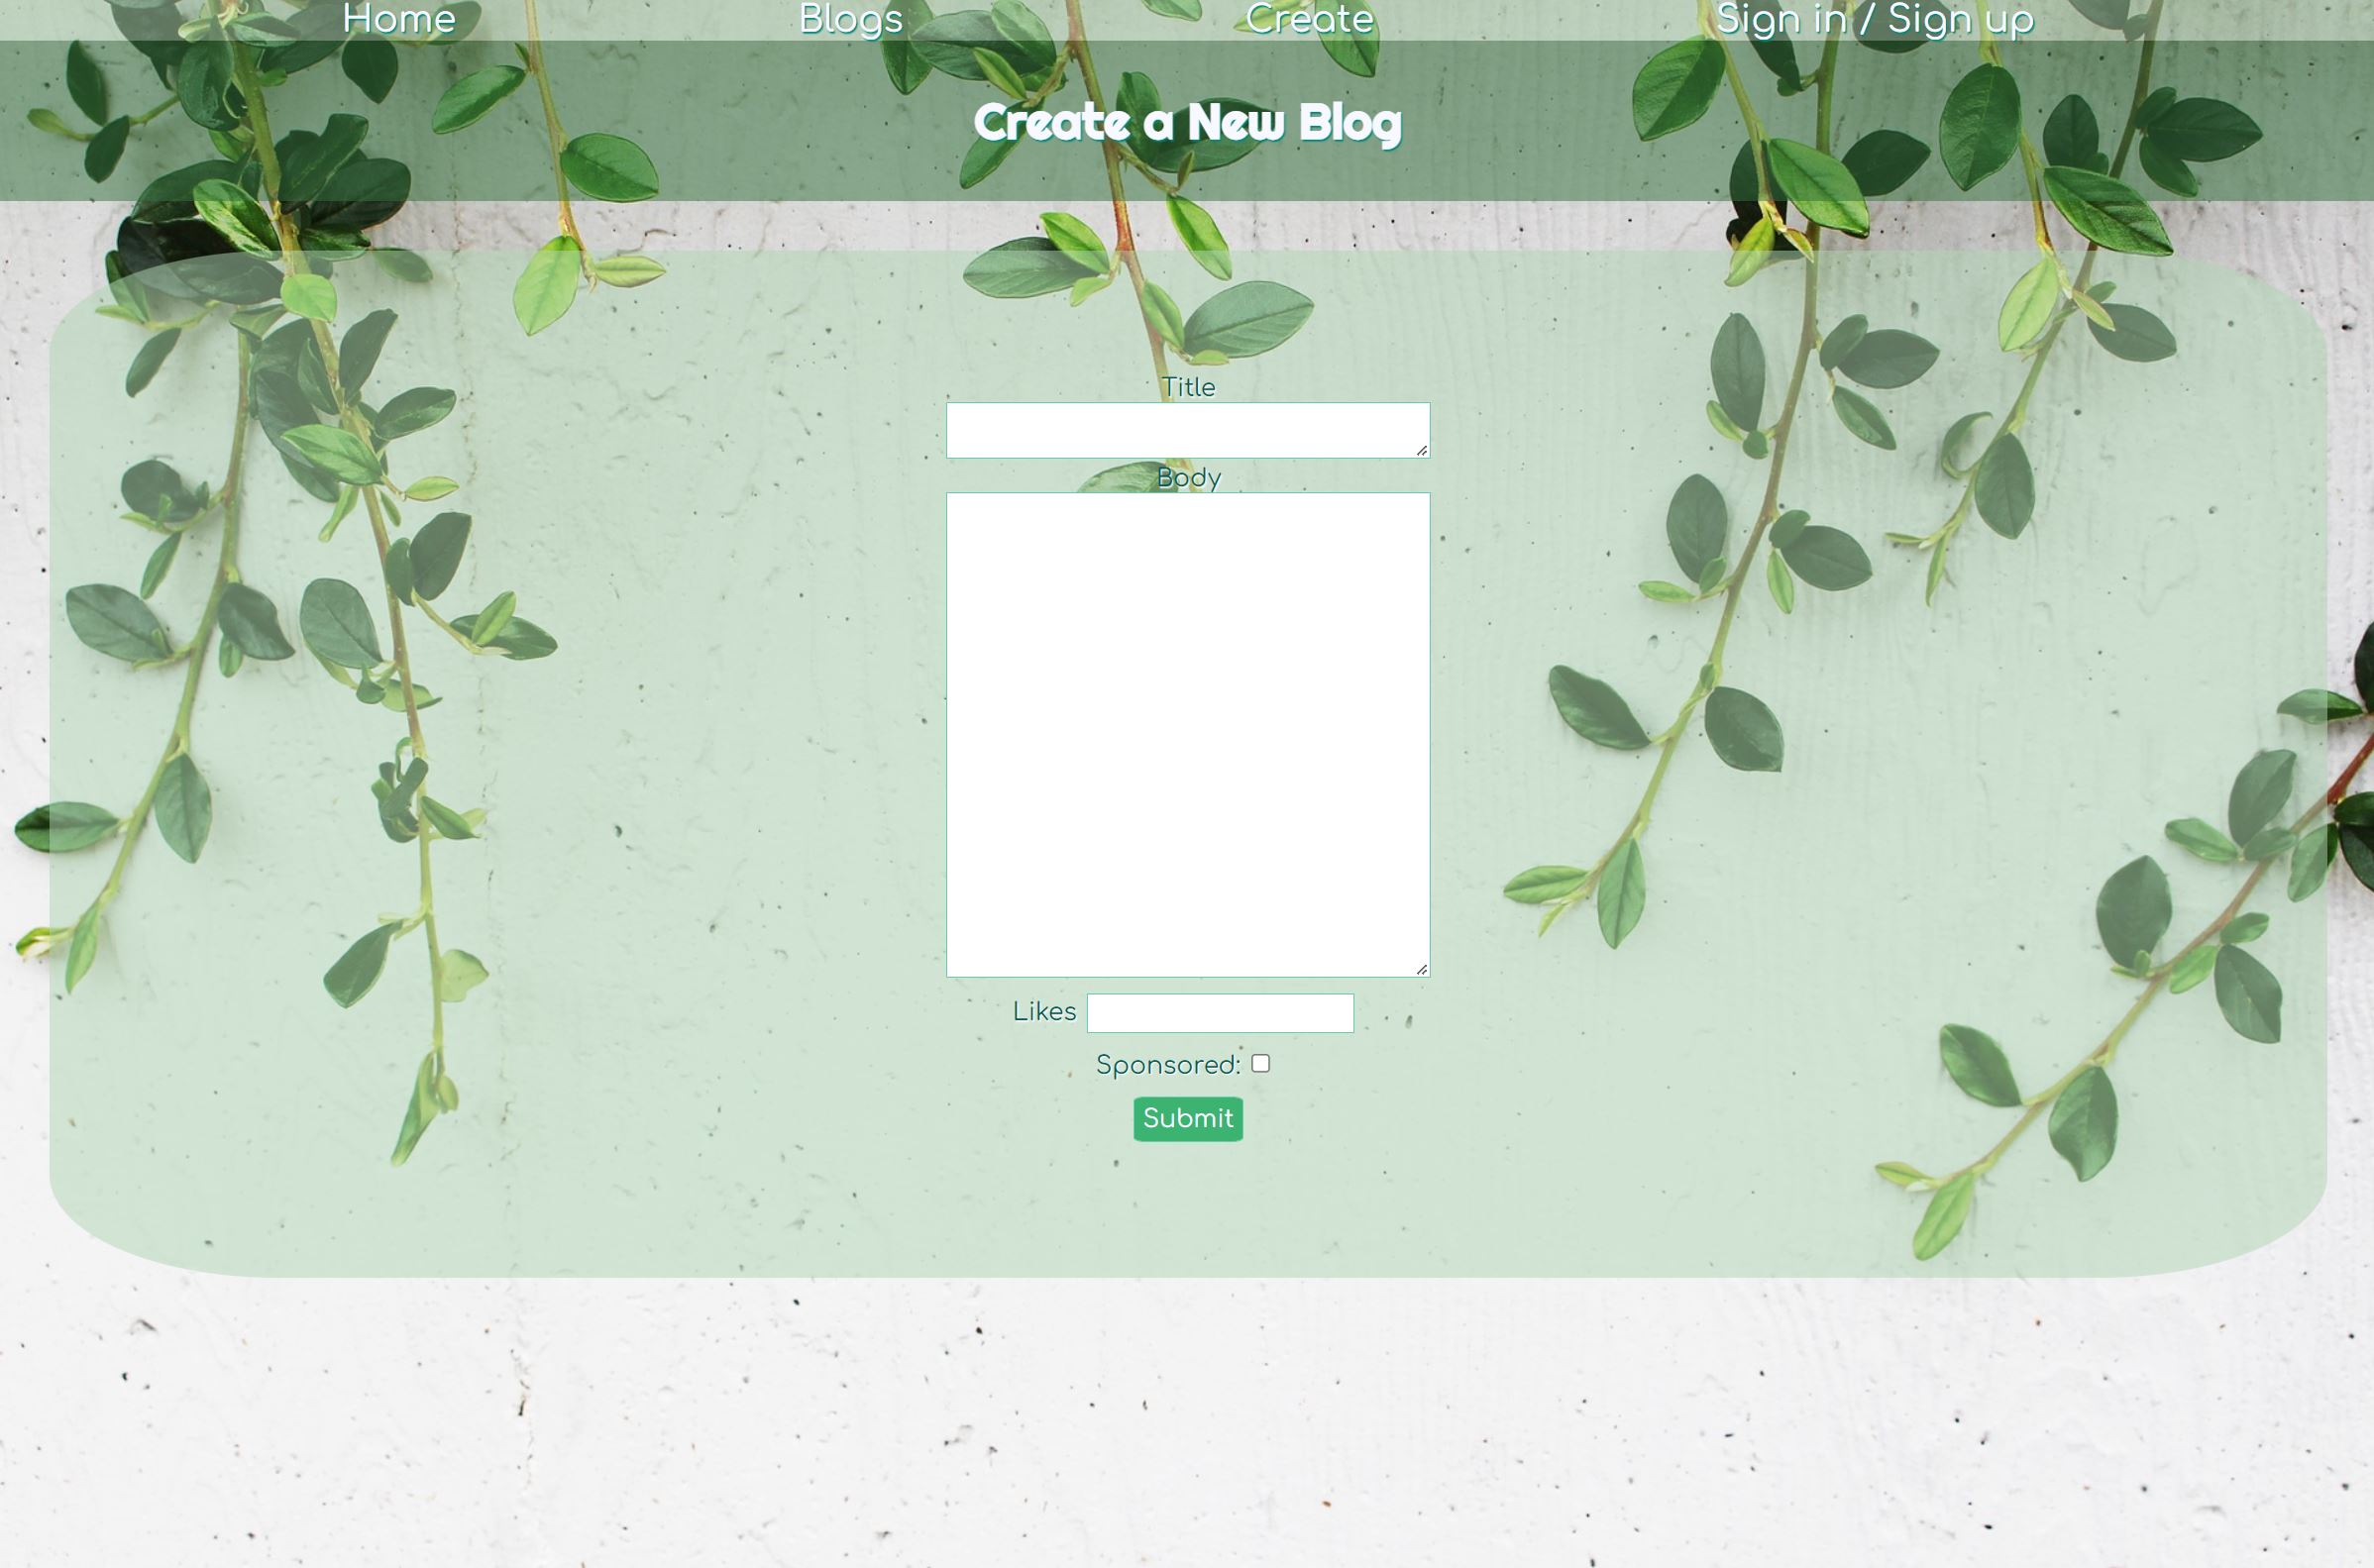 Home Blogs Create Sign in / Sign up
Create a New Blog
Title
Body
Likes
Sponsored:
Submit